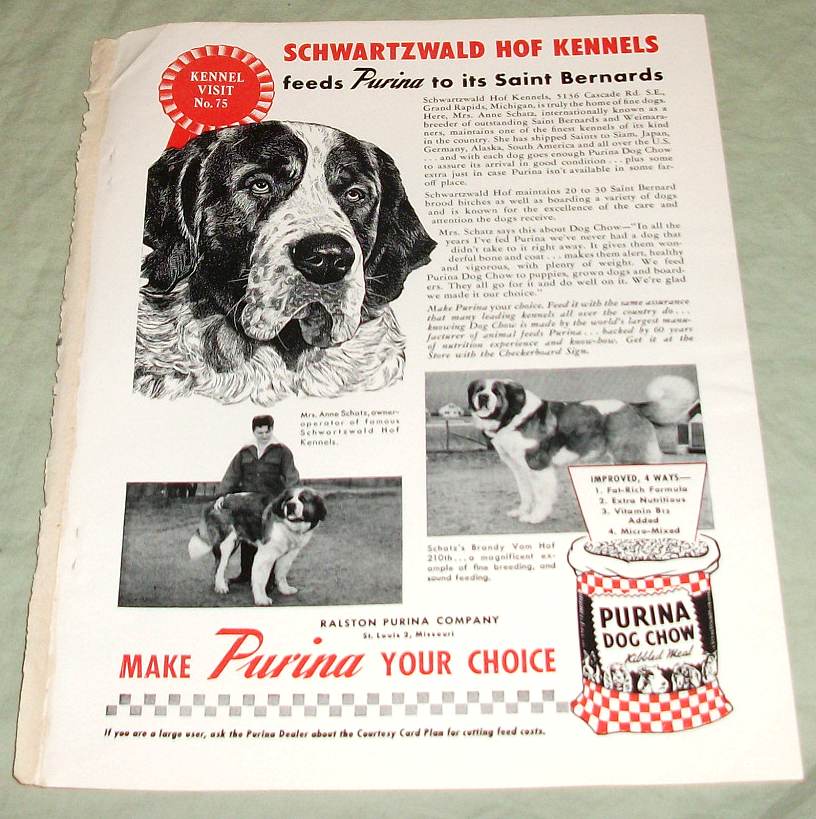 KENNEL
VISIT
No. 75
SCHWARTZWALD HOF KENNELS
feeds Purina to its Saint Bernards
Schwartzwald Hof Kennels, 5136 Cascade Rd. S.E.,
Grand Rapids, Michigan, is truly the home of fine dogs.
Here, Mrs. Anne Schatz, internationally known as a
breeder of outstanding Saint Bernards and Weimara-
ners, maintains one of the finest kennels of its kind
in the country. She has shipped Saints to Siam, Japan,
Germany, Alaska, South America and all over the U.S.
. . . and with each dog goes enough Purina Dog Chow
to assure its arrival in good condition . . . plus some
extra just in case Purina isn't available in some far-
off place.
Schwartzwald Hof maintains 20 to 30 Saint Bernard
brood bitches as well as boarding a variety of dogs
and is known for the excellence of the care and
attention the dogs receive.
Mrs. Schatz says this about Dog Chow—"In all the
years I've fed Purina we've never had a dog that
didn't take to it right away. It gives them won-
derful bone and coat . . . makes them alert, healthy
and vigorous, with plenty of weight. We feed
Purina Dog Chow to puppies, grown dogs and board-
ers. They all go for it and do well on it. We're glad
we made it our choice."
Make Purina your choice. Feed it with the same assurance
that many leading kennels all over the country do . . .
knowing Dog Chow is made by the world's largest manu-
facturer of animal feeds Purina . . . backed by 60 years
of nutrition experience and know-how. Get it at the
Store with the Checkerboard Sign.
Mrs. Anne Schatz, owner-
operator of famous
Schwartzwald Hof
Kennels.
IMPROVED, 4 WAYS—
1. Fat-Rich Formula
2. Extra Nutritious
3. Vitamin B12
Added
4. Micro-Mixed
Schatz's Brandy Vom Hof
210th . . . a magnificent ex-
ample of fine breeding, and
sound feeding.
PURINA
DOG CHOW
Kibbled Meal
RALSTON PURINA COMPANY
St. Louis 2, Missouri
MAKE Purina YOUR CHOICE
If you are a large user, ask the Purina Dealer about the Courtesy Card Plan for cutting feed costs.